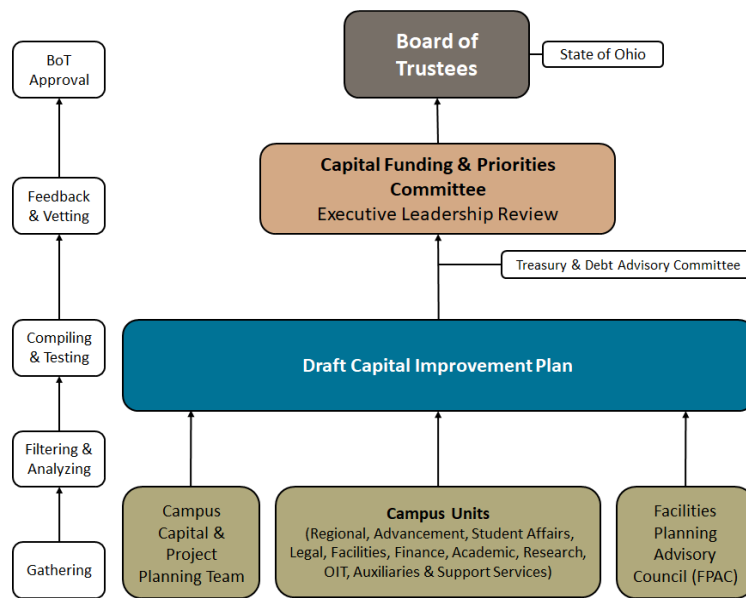 BoT
Approval
Feedback
& Vetting
Compiling
& Testing
Filtering &
Analyzing
Gathering
Board of
Trustees
State of Ohio
Capital Funding & Priorities
Committee
Executive Leadership Review
Treasury & Debt Advisory Committee
Draft Capital Improvement Plan
Campus
Capital &
Project
Planning Team
Campus Units
(Regional, Advancement, Student Affairs,
Legal, Facilities, Finance, Academic, Research,
OIT, Auxiliaries & Support Services)
Facilities
Planning
Advisory
Council (FPAC)